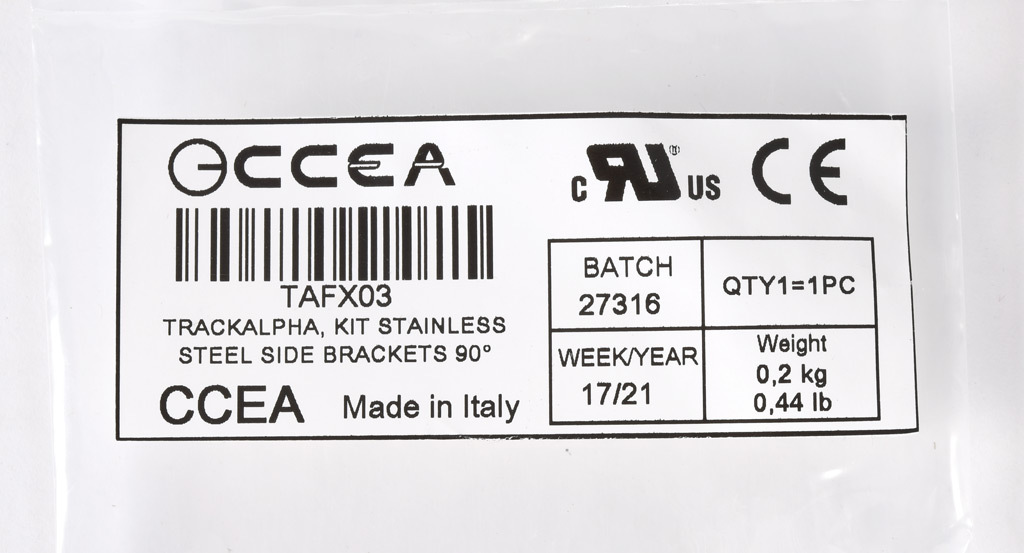 CCEA
TAFX03
TRACKALPHA, KIT STAINLESS
STEEL SIDE BRACKETS 90°
CCEA Made in Italy
C RU® US CE
BATCH
27316
QTY1=1PC
WEEK/YEAR
17/21
Weight
0,2 kg
0,44 lb